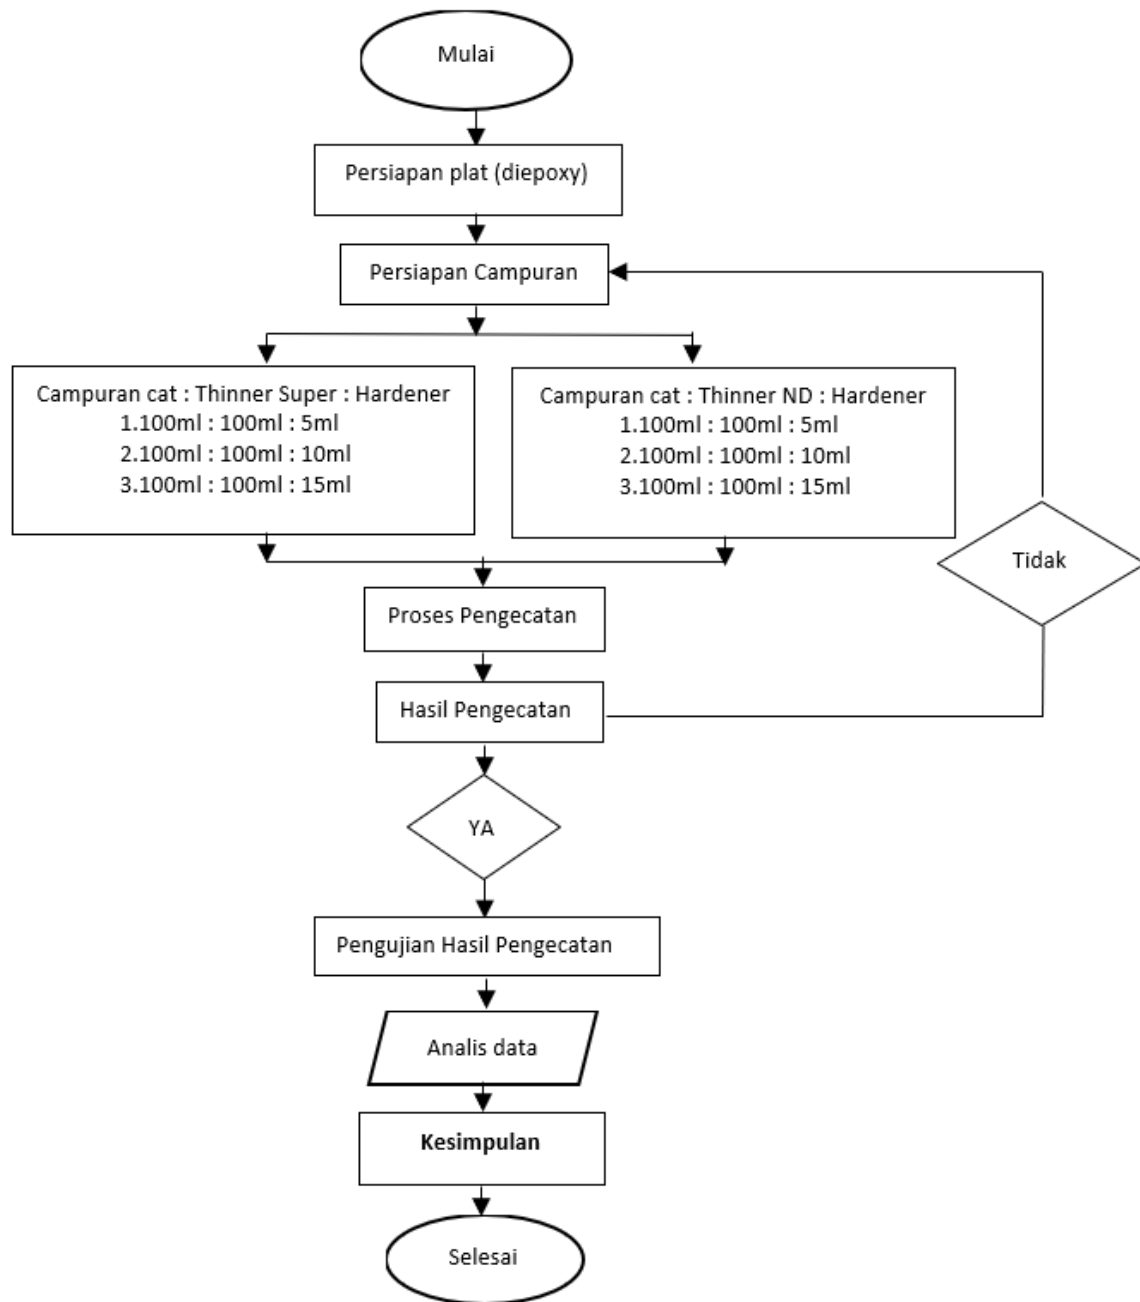 Mulai
Persiapan plat (diepoxy)
Persiapan Campuran
Campuran cat : Thinner Super : Hardener
1.100ml : 100ml : 5ml
2.100ml : 100ml : 10ml
3.100ml : 100ml : 15ml
Campuran cat : Thinner ND : Hardener
1.100ml : 100ml : 5ml
2.100ml : 100ml : 10ml
3.100ml : 100ml : 15ml
Tidak
Proses Pengecatan
Hasil Pengecatan
YA
Pengujian Hasil Pengecatan
Analis data
Kesimpulan
Selesai